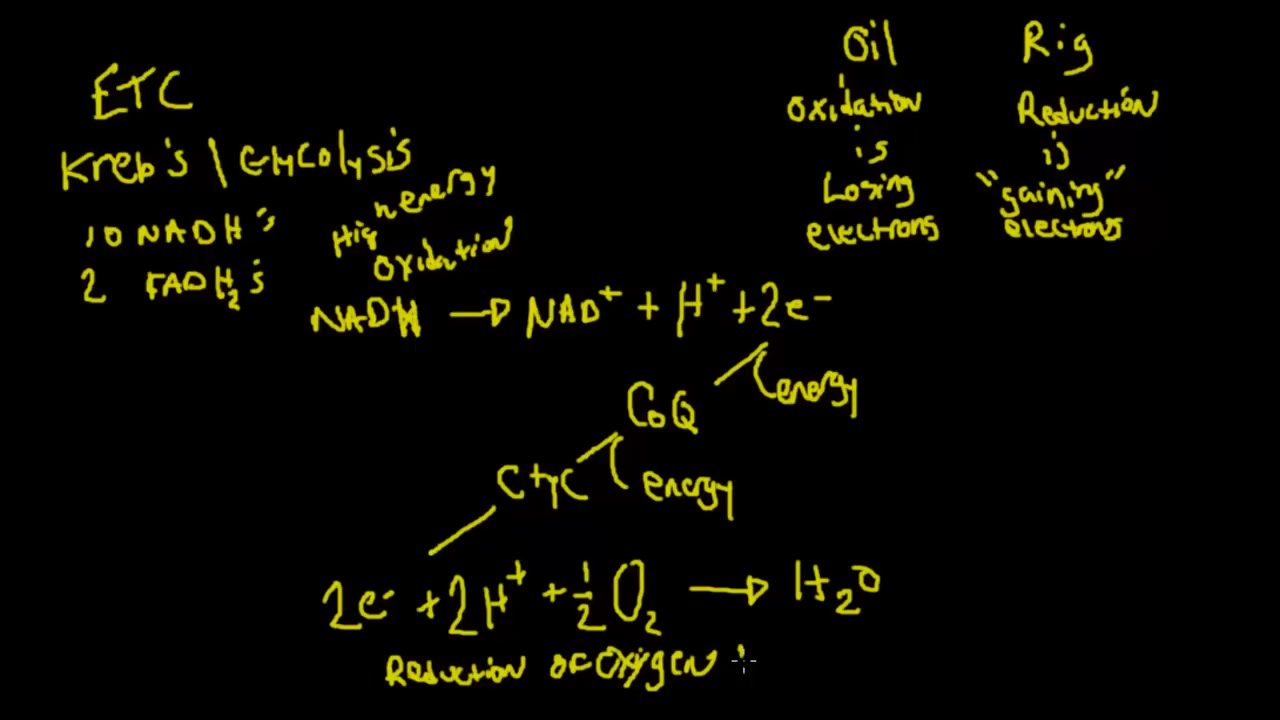 ETC
Kreb's / Glycolysis
10 NADH's
2 FADH₂'s
High energy
oxidation
NADH → NAD⁺ + H⁺ + 2e⁻
energy
CoQ
energy
CytC
2e⁻ + 2H⁺ + ½ O₂ → H₂O
Reduction of Oxygen
Oil
oxidation
is
Losing
electrons
Rig
Reduction
is
"gaining"
electrons